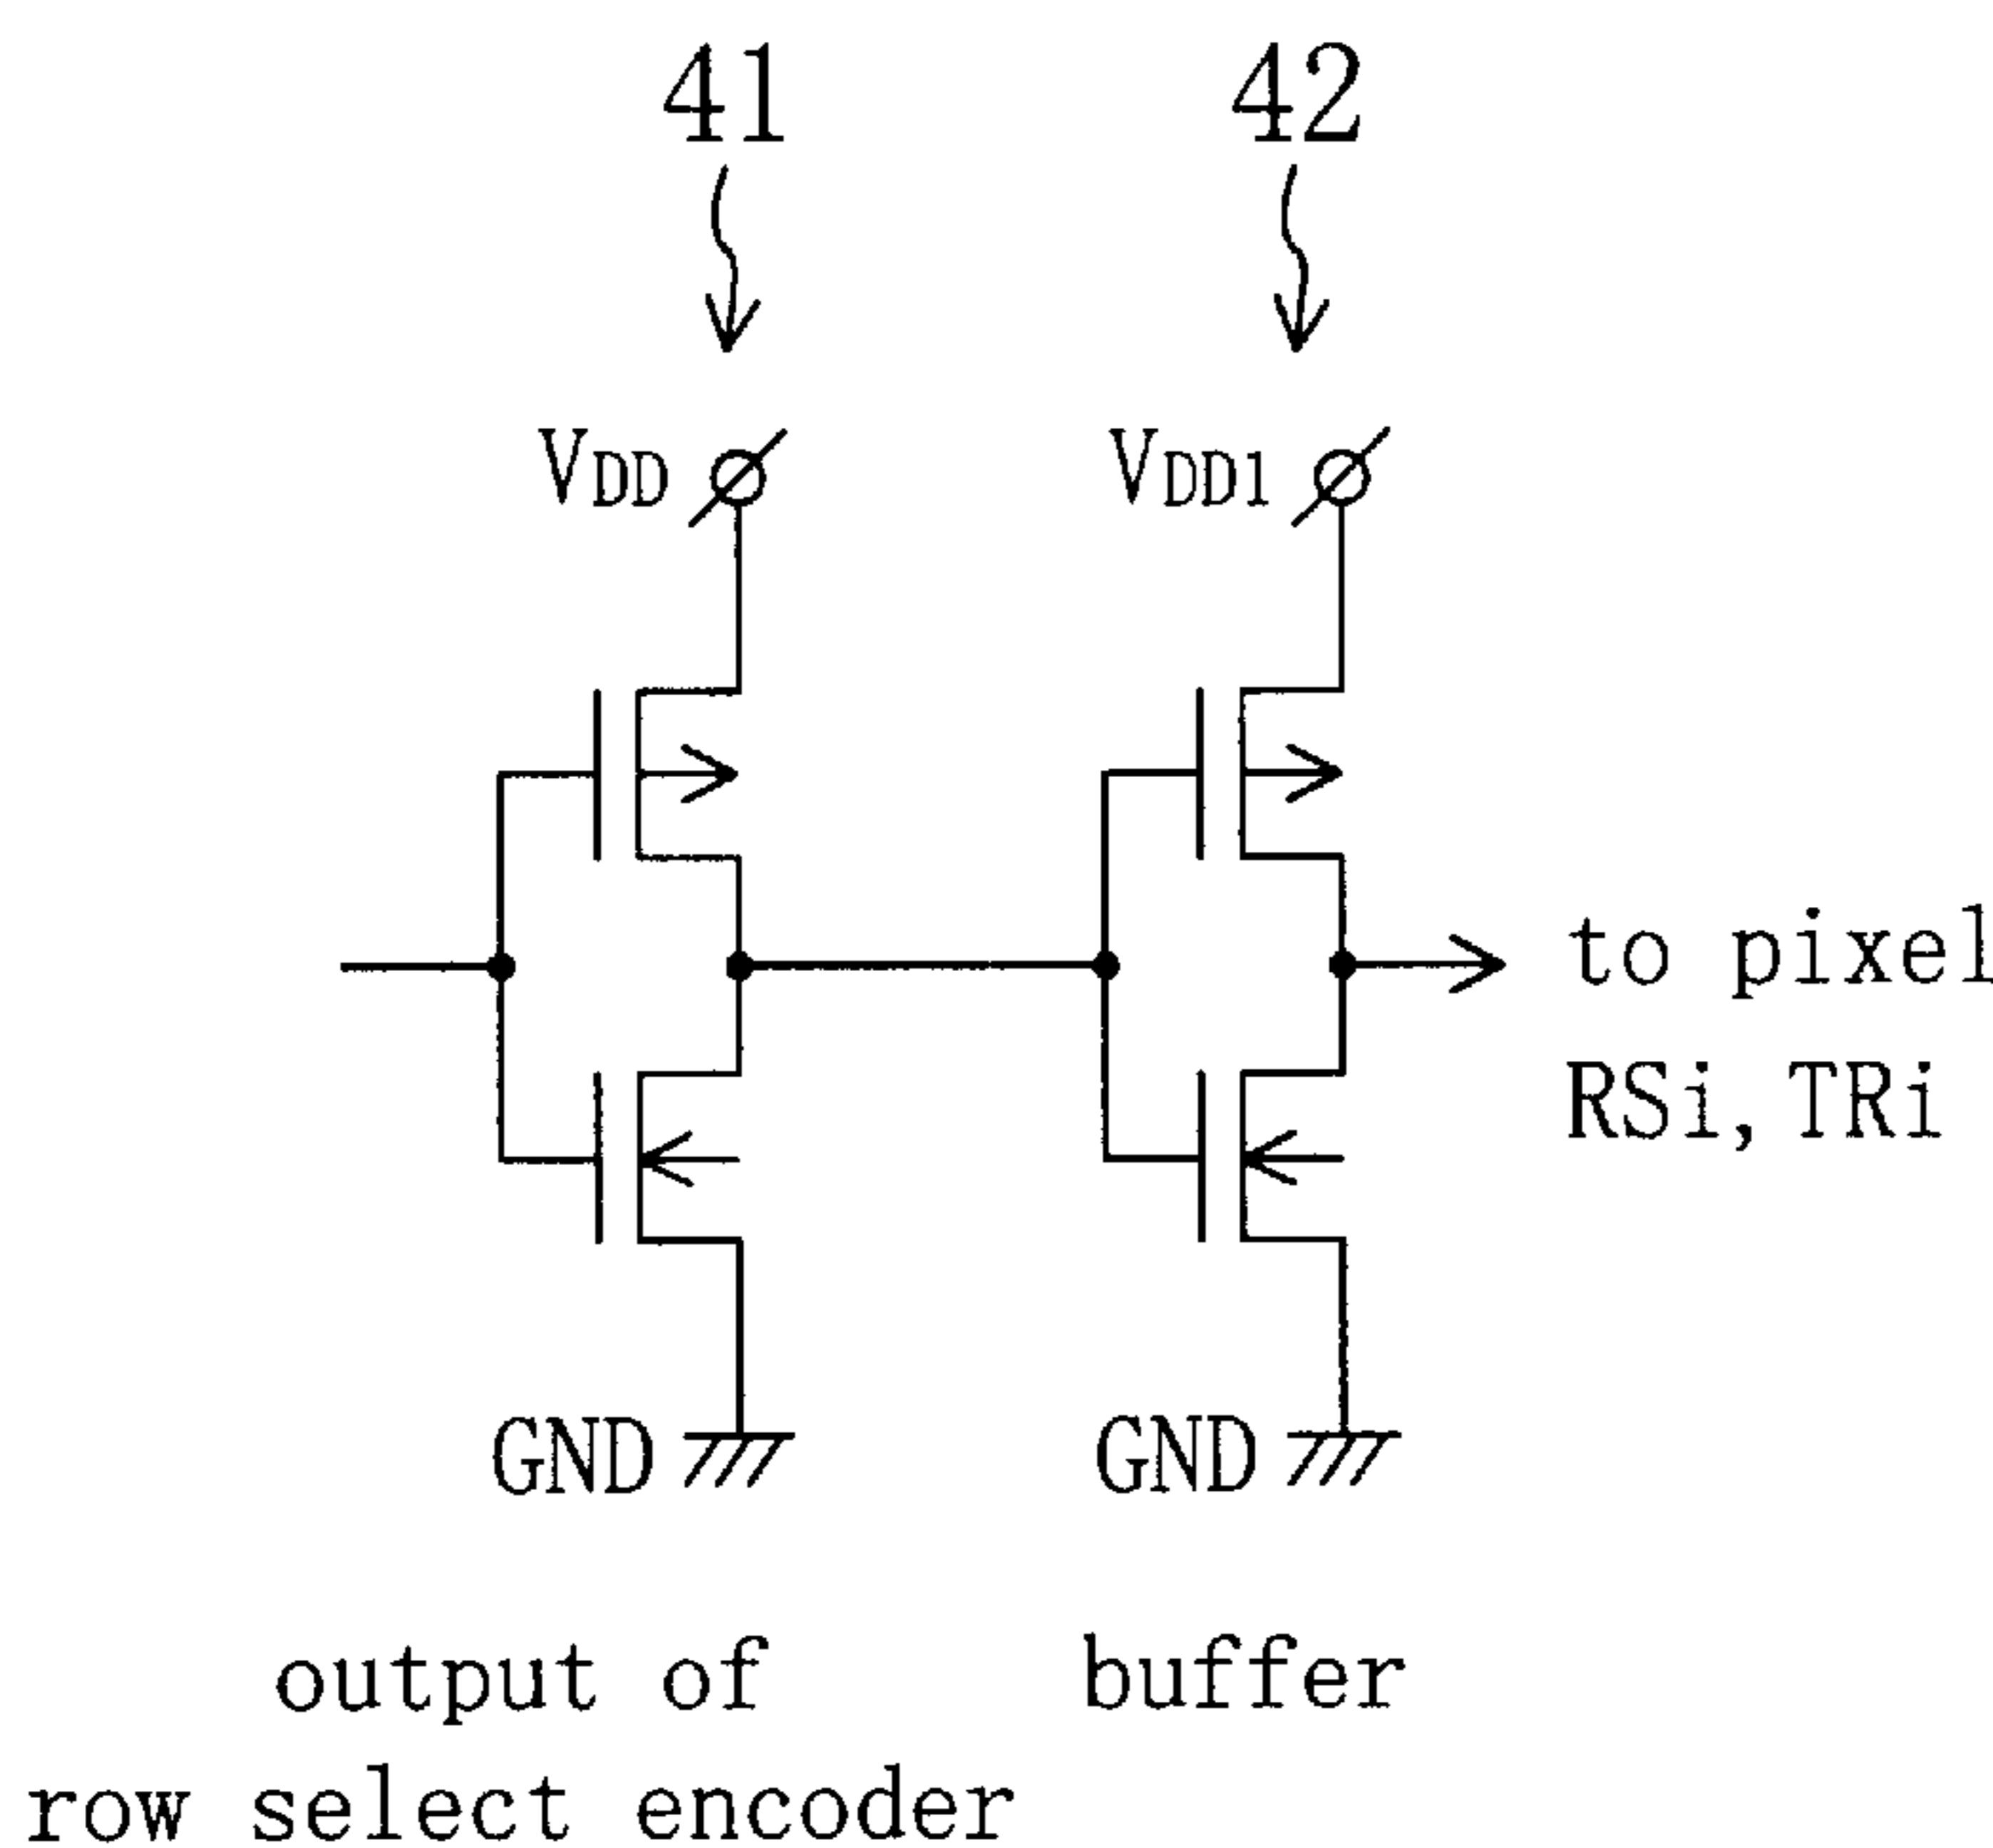 41 42
VDD VDD1
to pixel
RSi, TRi
GND GND
output of buffer
row select encoder